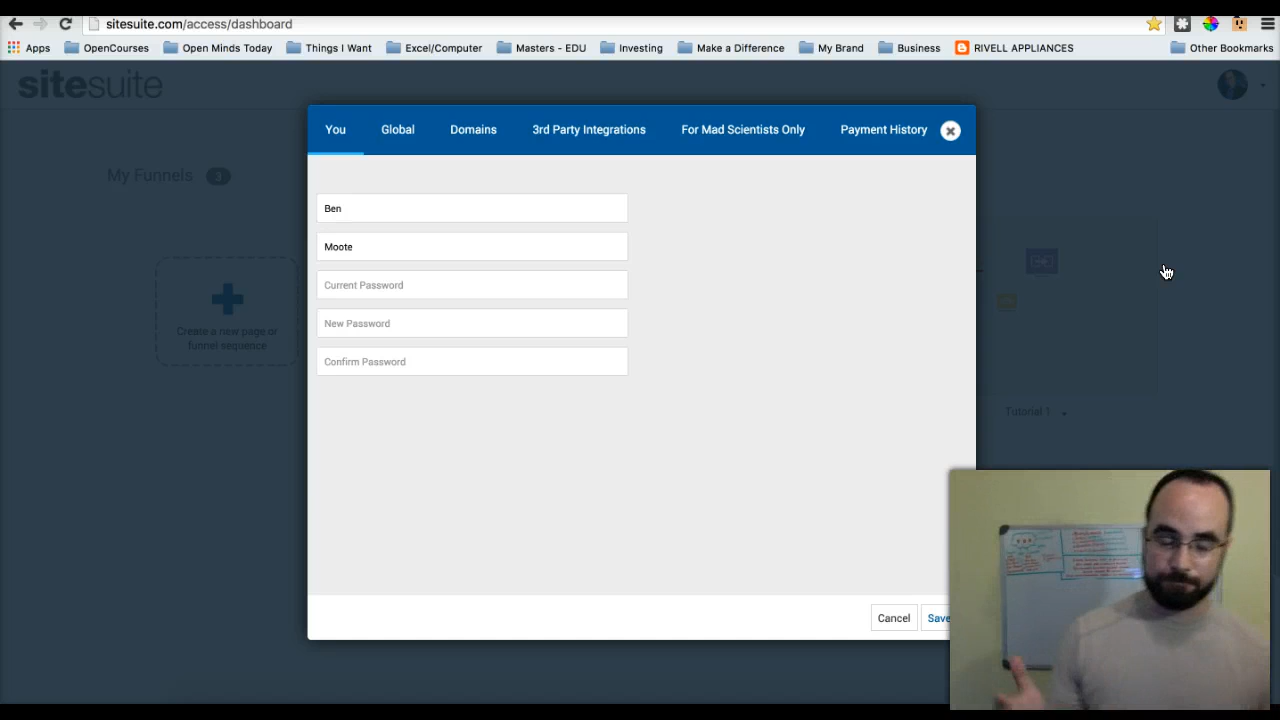 sitesuite.com/access/dashboard
Apps OpenCourses Open Minds Today Things I Want Excel/Computer Masters - EDU Investing Make a Difference My Brand Business RIVELL APPLIANCES Other Bookmarks
sitesuite
You Global Domains 3rd Party Integrations For Mad Scientists Only Payment History
My Funnels 3
Ben
Moote
Current Password
New Password
Confirm Password
Create a new page or
funnel sequence
Tutorial 1
Cancel Save